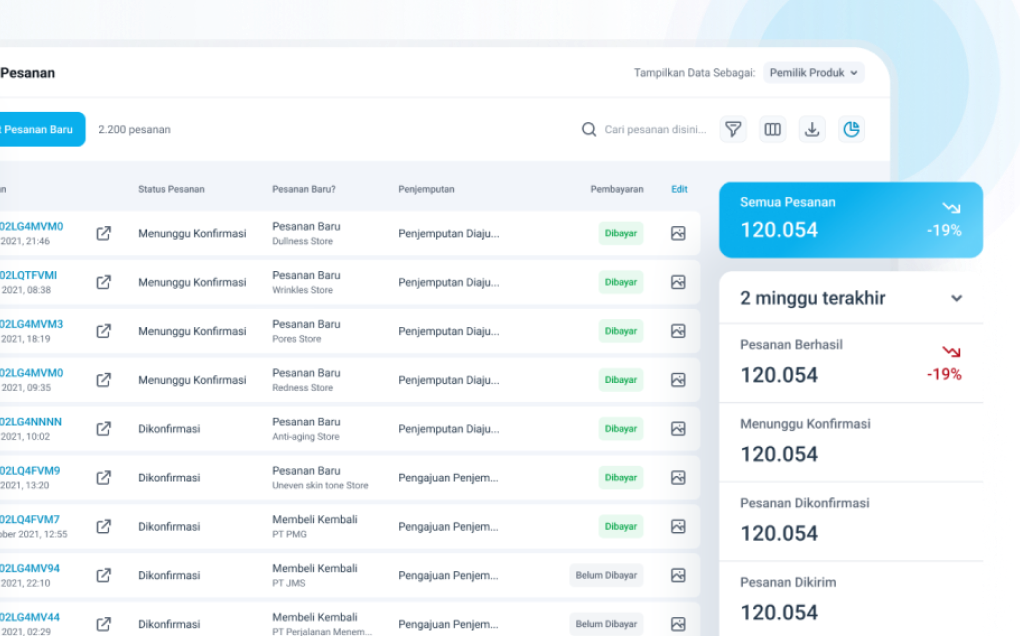 Pesanan
Tampilkan Data Sebagai: Pemilik Produk
t Pesanan Baru
2.200 pesanan
Cari pesanan disini...
n Status Pesanan Pesanan Baru? Penjemputan Pembayaran Edit
02LG4MVM0
2021, 21:46
Menunggu Konfirmasi
Pesanan Baru
Dullness Store
Penjemputan Diaju...
Dibayar
02LQTFVMI
2021, 08:38
Menunggu Konfirmasi
Pesanan Baru
Wrinkles Store
Penjemputan Diaju...
Dibayar
02LG4MVM3
2021, 18:19
Menunggu Konfirmasi
Pesanan Baru
Pores Store
Penjemputan Diaju...
Dibayar
02LG4MVM0
2021, 09:35
Menunggu Konfirmasi
Pesanan Baru
Redness Store
Penjemputan Diaju...
Dibayar
02LG4NNNN
2021, 10:02
Dikonfirmasi
Pesanan Baru
Anti-aging Store
Penjemputan Diaju...
Dibayar
02LQ4FVM9
2021, 13:20
Dikonfirmasi
Pesanan Baru
Uneven skin tone Store
Pengajuan Penjem...
Dibayar
02LQ4FVM7
ober 2021, 12:55
Dikonfirmasi
Membeli Kembali
PT PMG
Pengajuan Penjem...
Dibayar
02LG4MV94
2021, 22:10
Dikonfirmasi
Membeli Kembali
PT JMS
Pengajuan Penjem...
Belum Dibayar
02LG4MV44
2021, 02:29
Dikonfirmasi
Membeli Kembali
PT Perjalanan Menem...
Pengajuan Penjem...
Belum Dibayar
Semua Pesanan
120.054
-19%
2 minggu terakhir
Pesanan Berhasil
120.054
-19%
Menunggu Konfirmasi
120.054
Pesanan Dikonfirmasi
120.054
Pesanan Dikirim
120.054